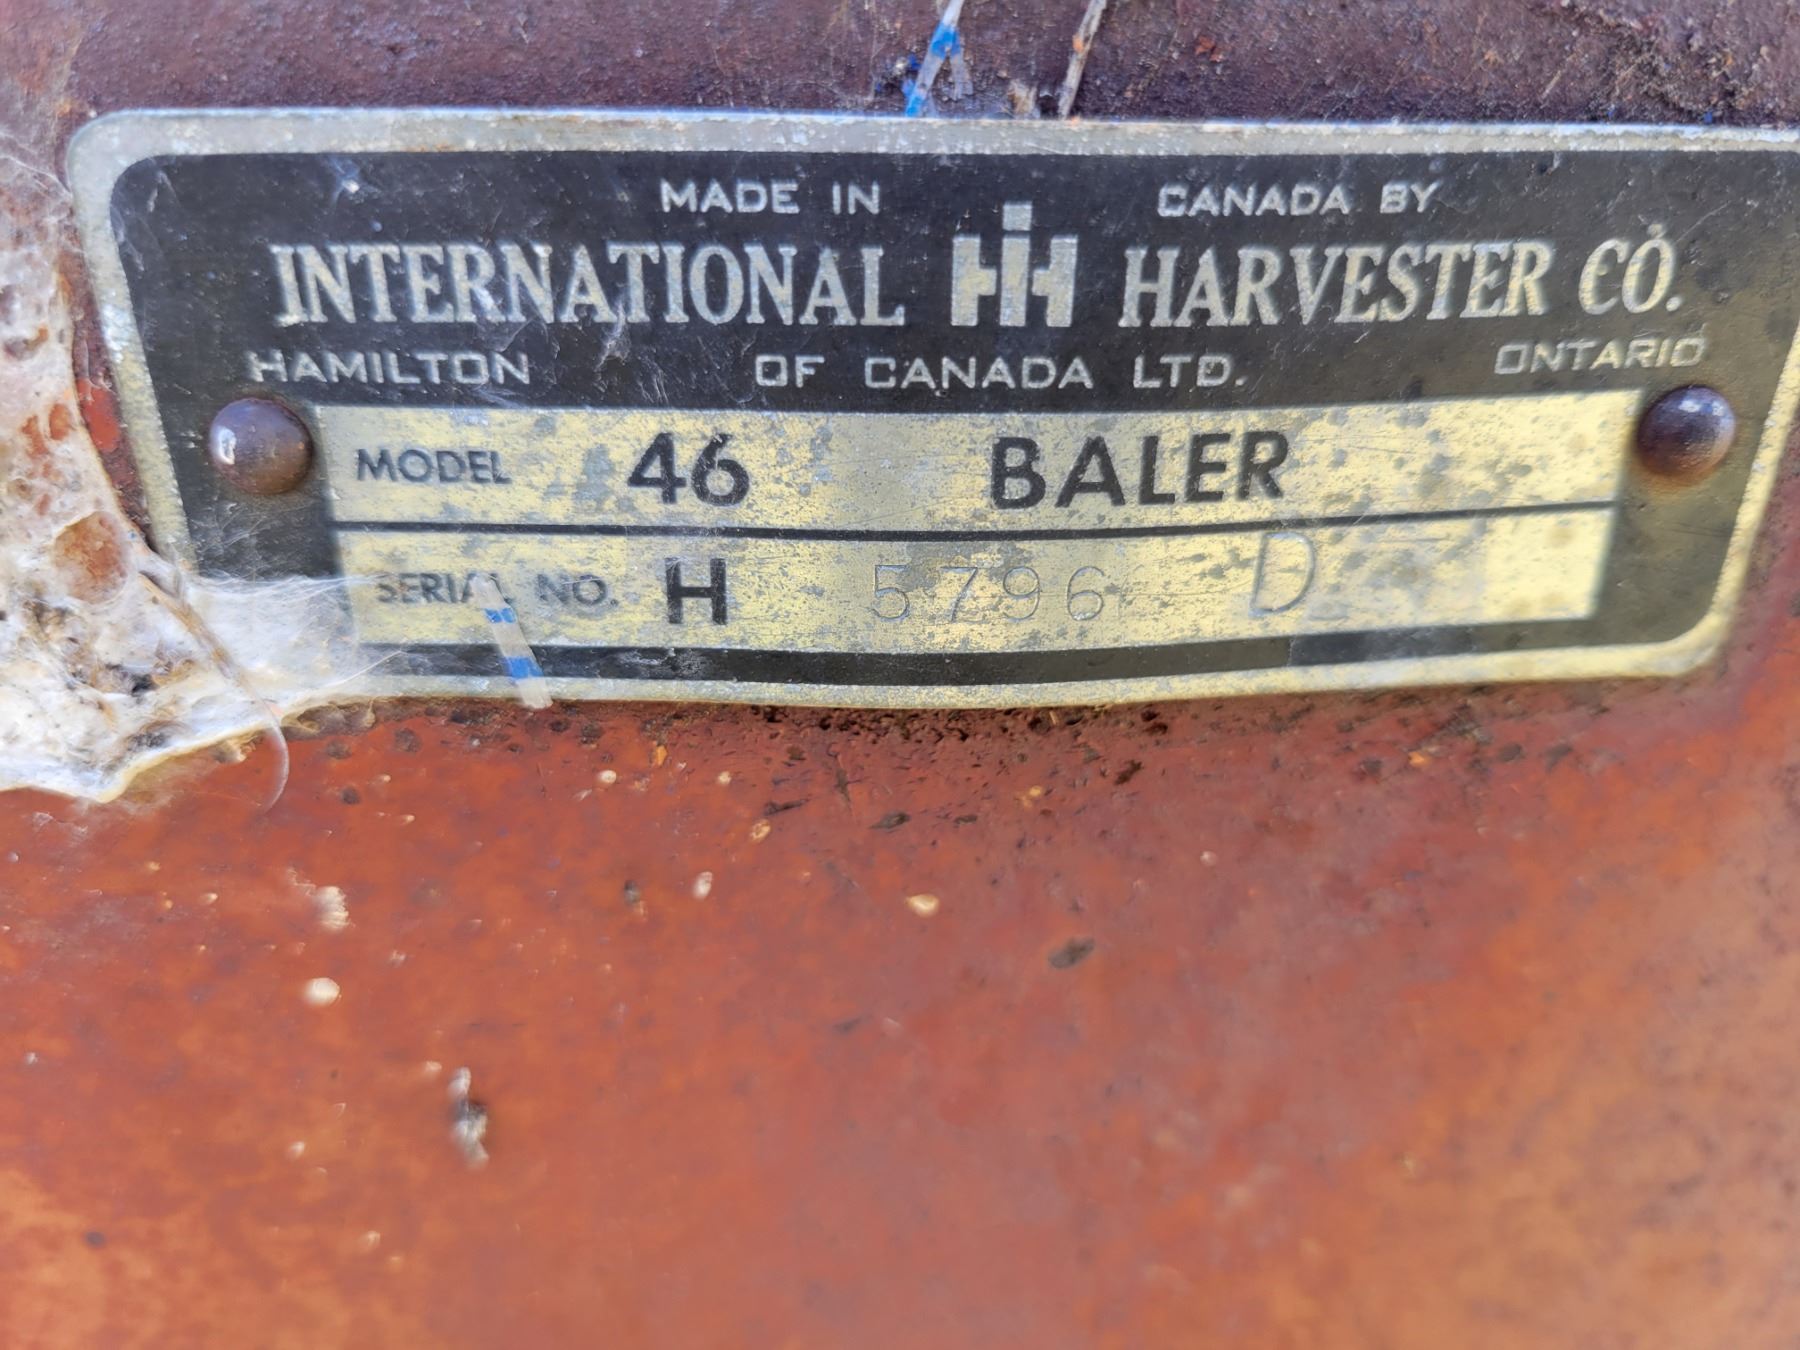 MADE IN CANADA BY
INTERNATIONAL IH HARVESTER CO.
HAMILTON OF CANADA LTD. ONTARIO
MODEL 46 BALER
SERIAL NO. H 5796 D